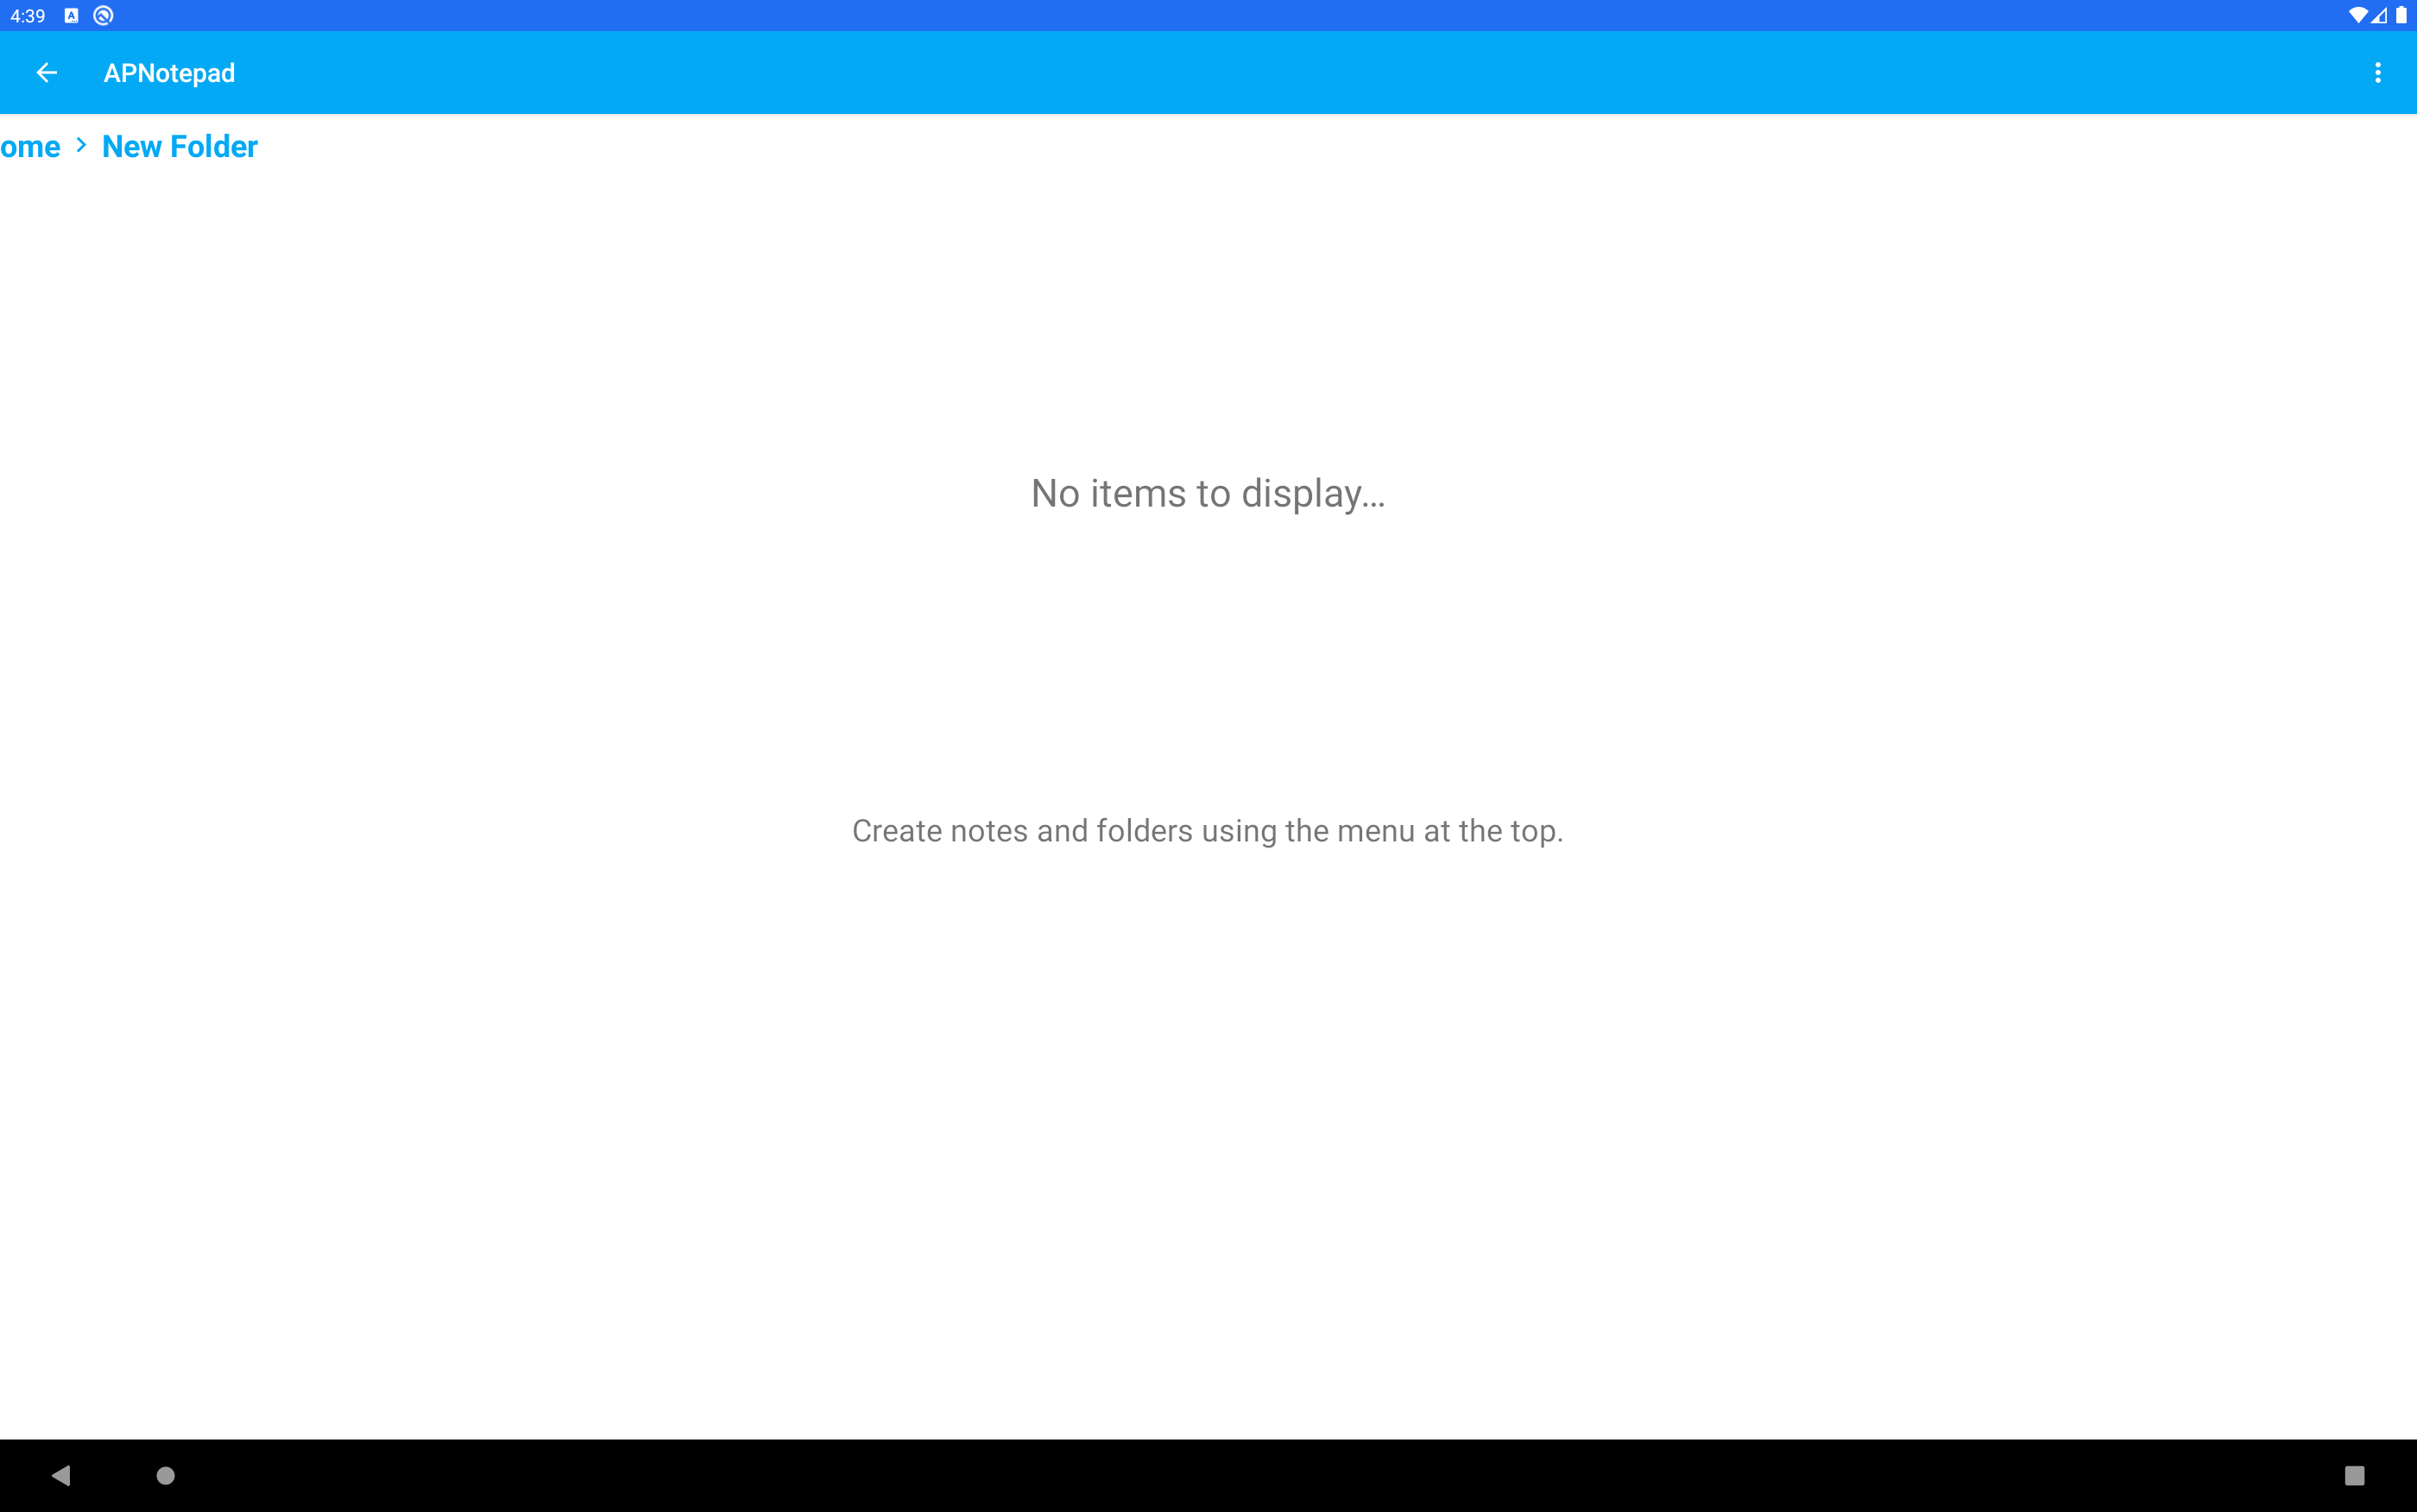 4:39
APNotepad
ome > New Folder
No items to display...
Create notes and folders using the menu at the top.